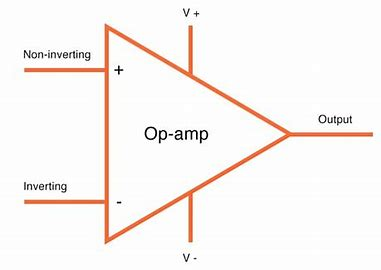 V +
Non-inverting
+
Output
Op-amp
Inverting
-
V -